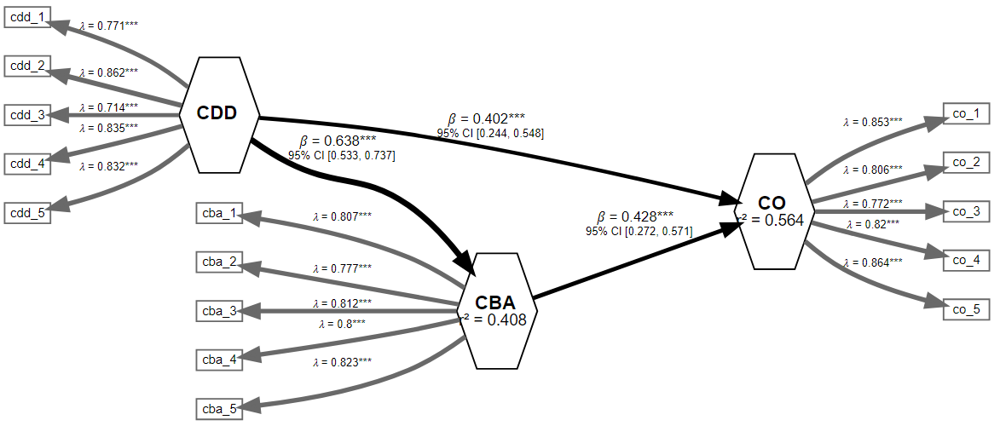 cdd_1
λ = 0.771***
cdd_2
λ = 0.862***
cdd_3
λ = 0.714***
cdd_4
λ = 0.835***
cdd_5
λ = 0.832***
CDD
β = 0.402***
95% CI [0.244, 0.548]
β = 0.638***
95% CI [0.533, 0.737]
cba_1
λ = 0.807***
cba_2
λ = 0.777***
cba_3
λ = 0.812***
cba_4
λ = 0.8***
cba_5
λ = 0.823***
CBA
r² = 0.408
β = 0.428***
95% CI [0.272, 0.571]
CO
r² = 0.564
λ = 0.853***
co_1
λ = 0.806***
co_2
λ = 0.772***
co_3
λ = 0.82***
co_4
λ = 0.864***
co_5